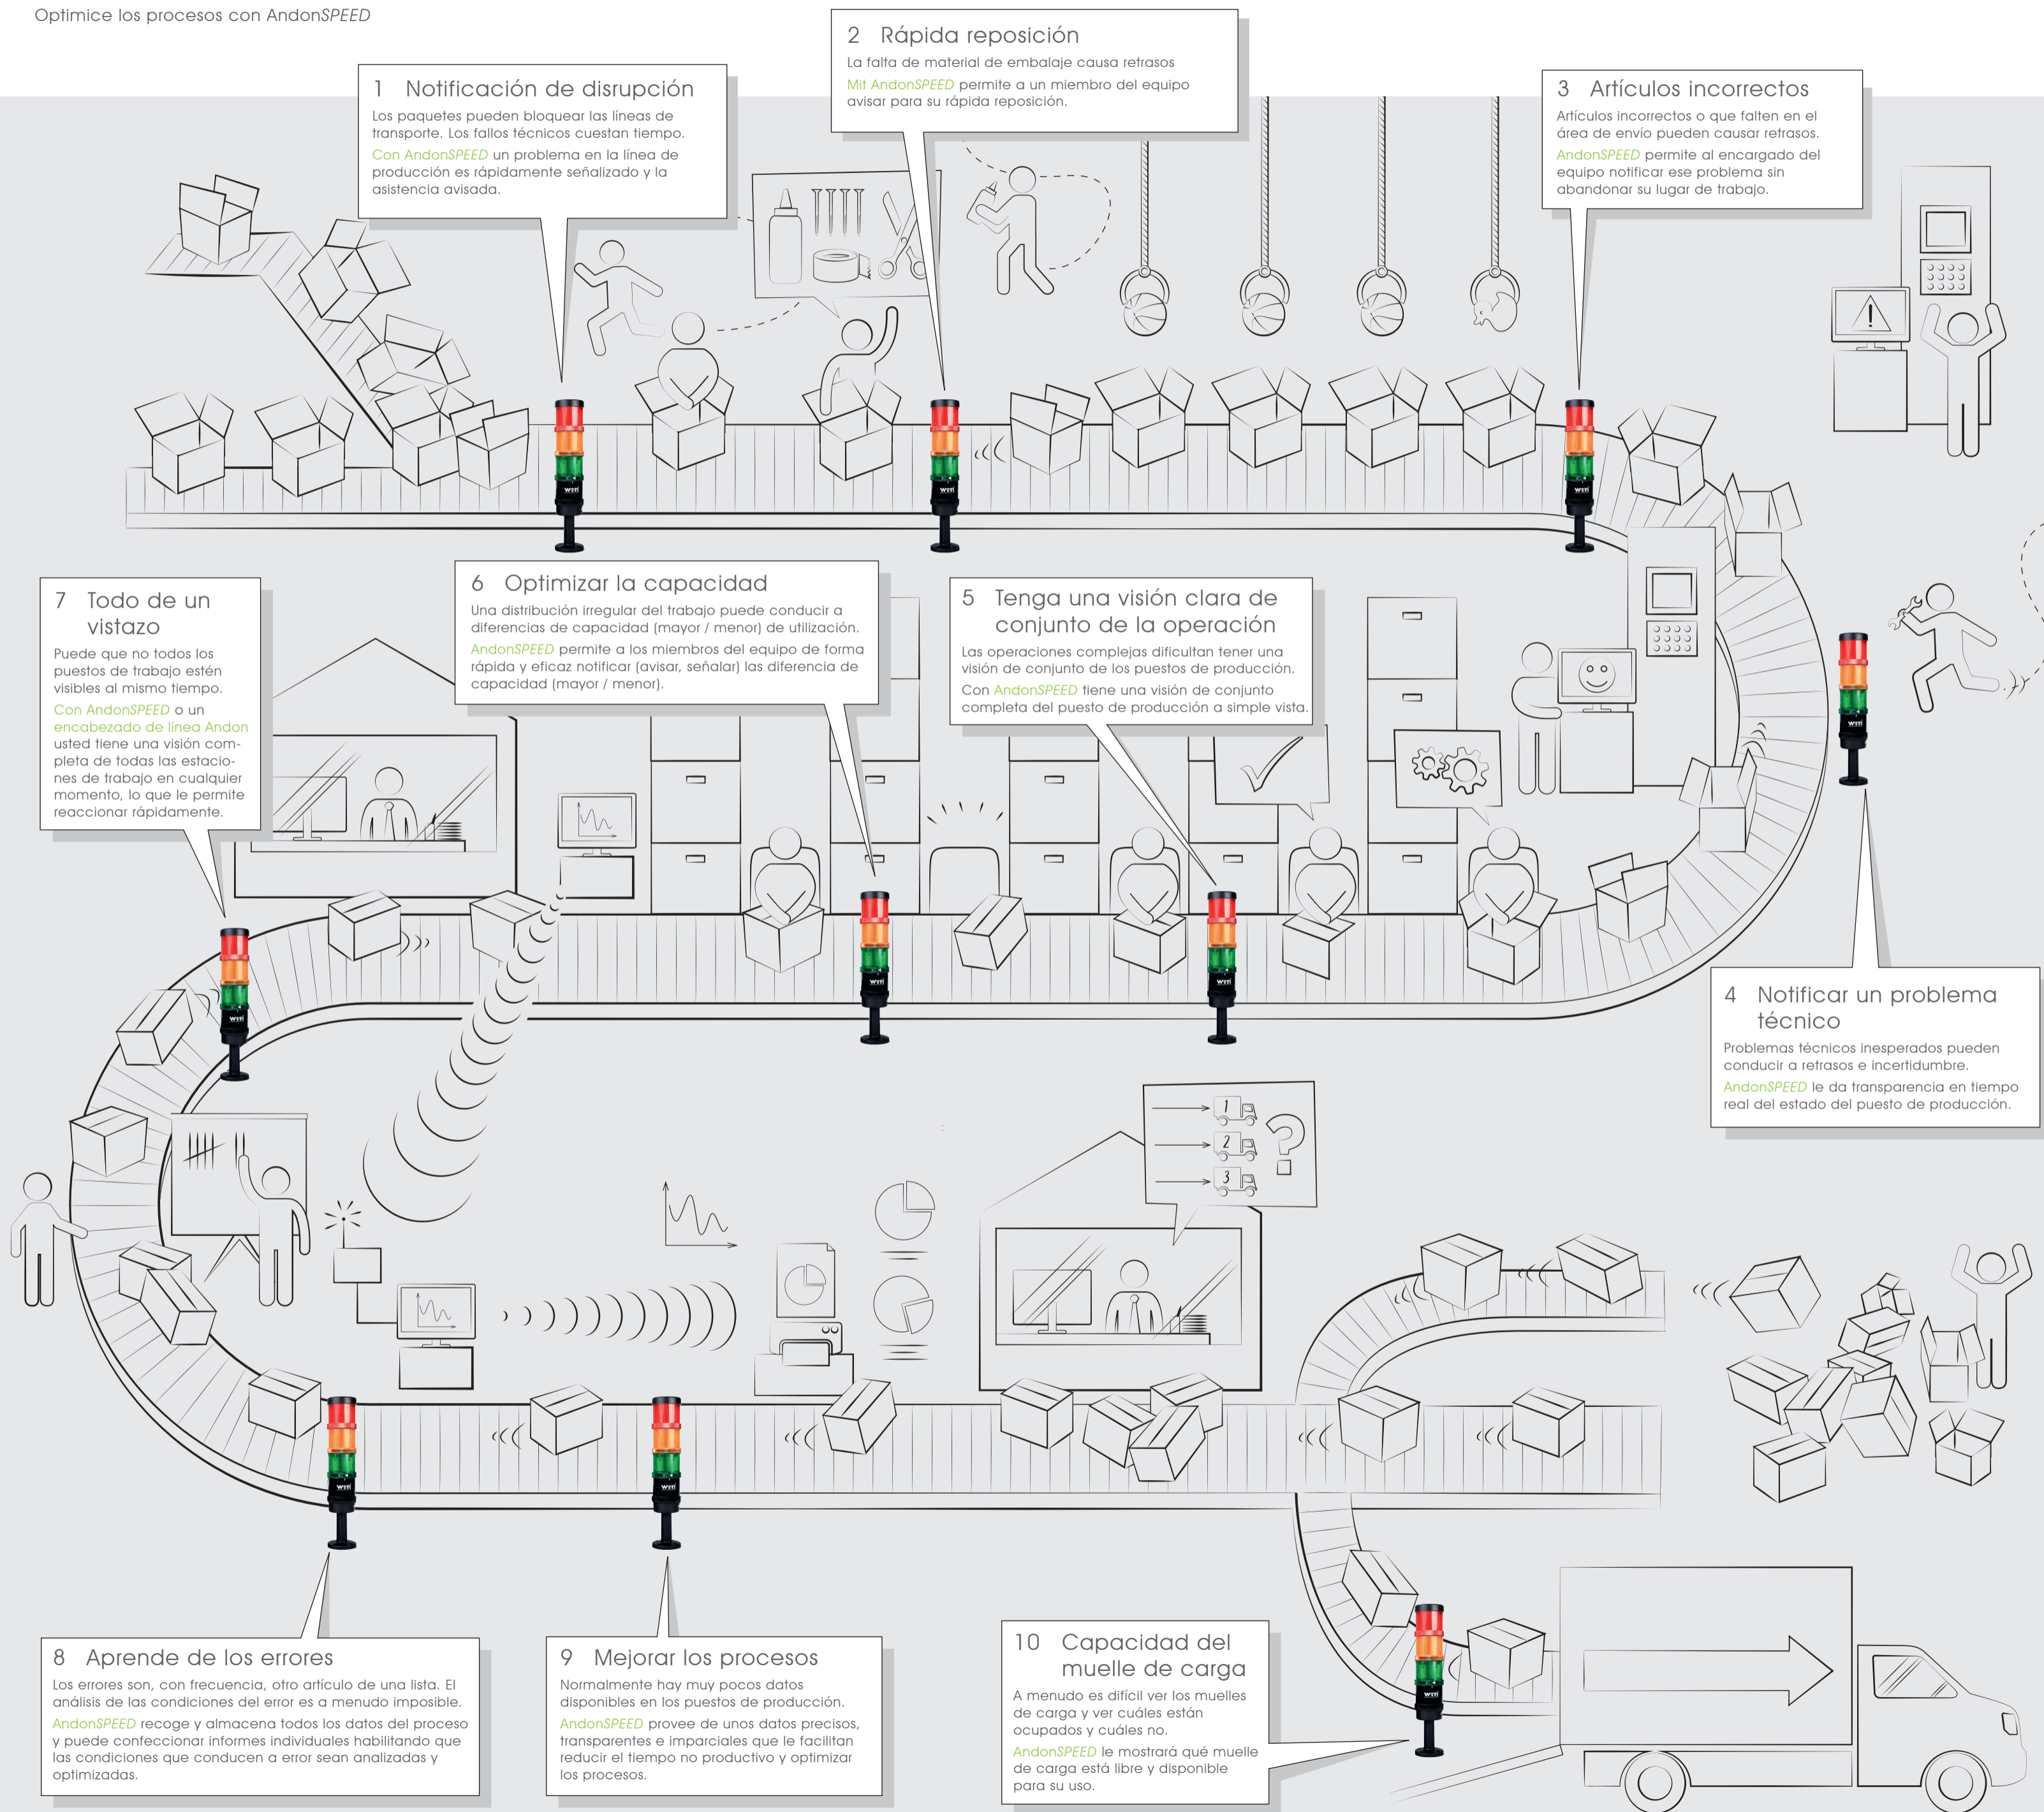 Optimice los procesos con AndonSPEED
1 Notificación de disrupción
Los paquetes pueden bloquear las líneas de
transporte. Los fallos técnicos cuestan tiempo.
Con AndonSPEED un problema en la línea de
producción es rápidamente señalizado y la
asistencia avisada.
2 Rápida reposición
La falta de material de embalaje causa retrasos
Mit AndonSPEED permite a un miembro del equipo
avisar para su rápida reposición.
3 Artículos incorrectos
Artículos incorrectos o que falten en el
área de envío pueden causar retrasos.
AndonSPEED permite al encargado del
equipo notificar ese problema sin
abandonar su lugar de trabajo.
!
werma
werma
werma
7 Todo de un
vistazo
Puede que no todos los
puestos de trabajo estén
visibles al mismo tiempo.
Con AndonSPEED o un
encabezado de línea Andon
usted tiene una visión com-
pleta de todas las estacio-
nes de trabajo en cualquier
momento, lo que le permite
reaccionar rápidamente.
6 Optimizar la capacidad
Una distribución irregular del trabajo puede conducir a
diferencias de capacidad (mayor / menor) de utilización.
AndonSPEED permite a los miembros del equipo de forma
rápida y eficaz notificar (avisar, señalar) las diferencia de
capacidad (mayor / menor).
5 Tenga una visión clara de
conjunto de la operación
Las operaciones complejas dificultan tener una
visión de conjunto de los puestos de producción.
Con AndonSPEED tiene una visión de conjunto
completa del puesto de producción a simple vista.
4 Notificar un problema
técnico
Problemas técnicos inesperados pueden
conducir a retrasos e incertidumbre.
AndonSPEED le da transparencia en tiempo
real del estado del puesto de producción.
1
2
3
?
8 Aprende de los errores
Los errores son, con frecuencia, otro artículo de una lista. El
análisis de las condiciones del error es a menudo imposible.
AndonSPEED recoge y almacena todos los datos del proceso
y puede confeccionar informes individuales habilitando que
las condiciones que conducen a error sean analizadas y
optimizadas.
9 Mejorar los procesos
Normalmente hay muy pocos datos
disponibles en los puestos de producción.
AndonSPEED provee de unos datos precisos,
transparentes e imparciales que le facilitan
reducir el tiempo no productivo y optimizar
los procesos.
10 Capacidad del
muelle de carga
A menudo es difícil ver los muelles
de carga y ver cuáles están
ocupados y cuáles no.
AndonSPEED le mostrará qué muelle
de carga está libre y disponible
para su uso.